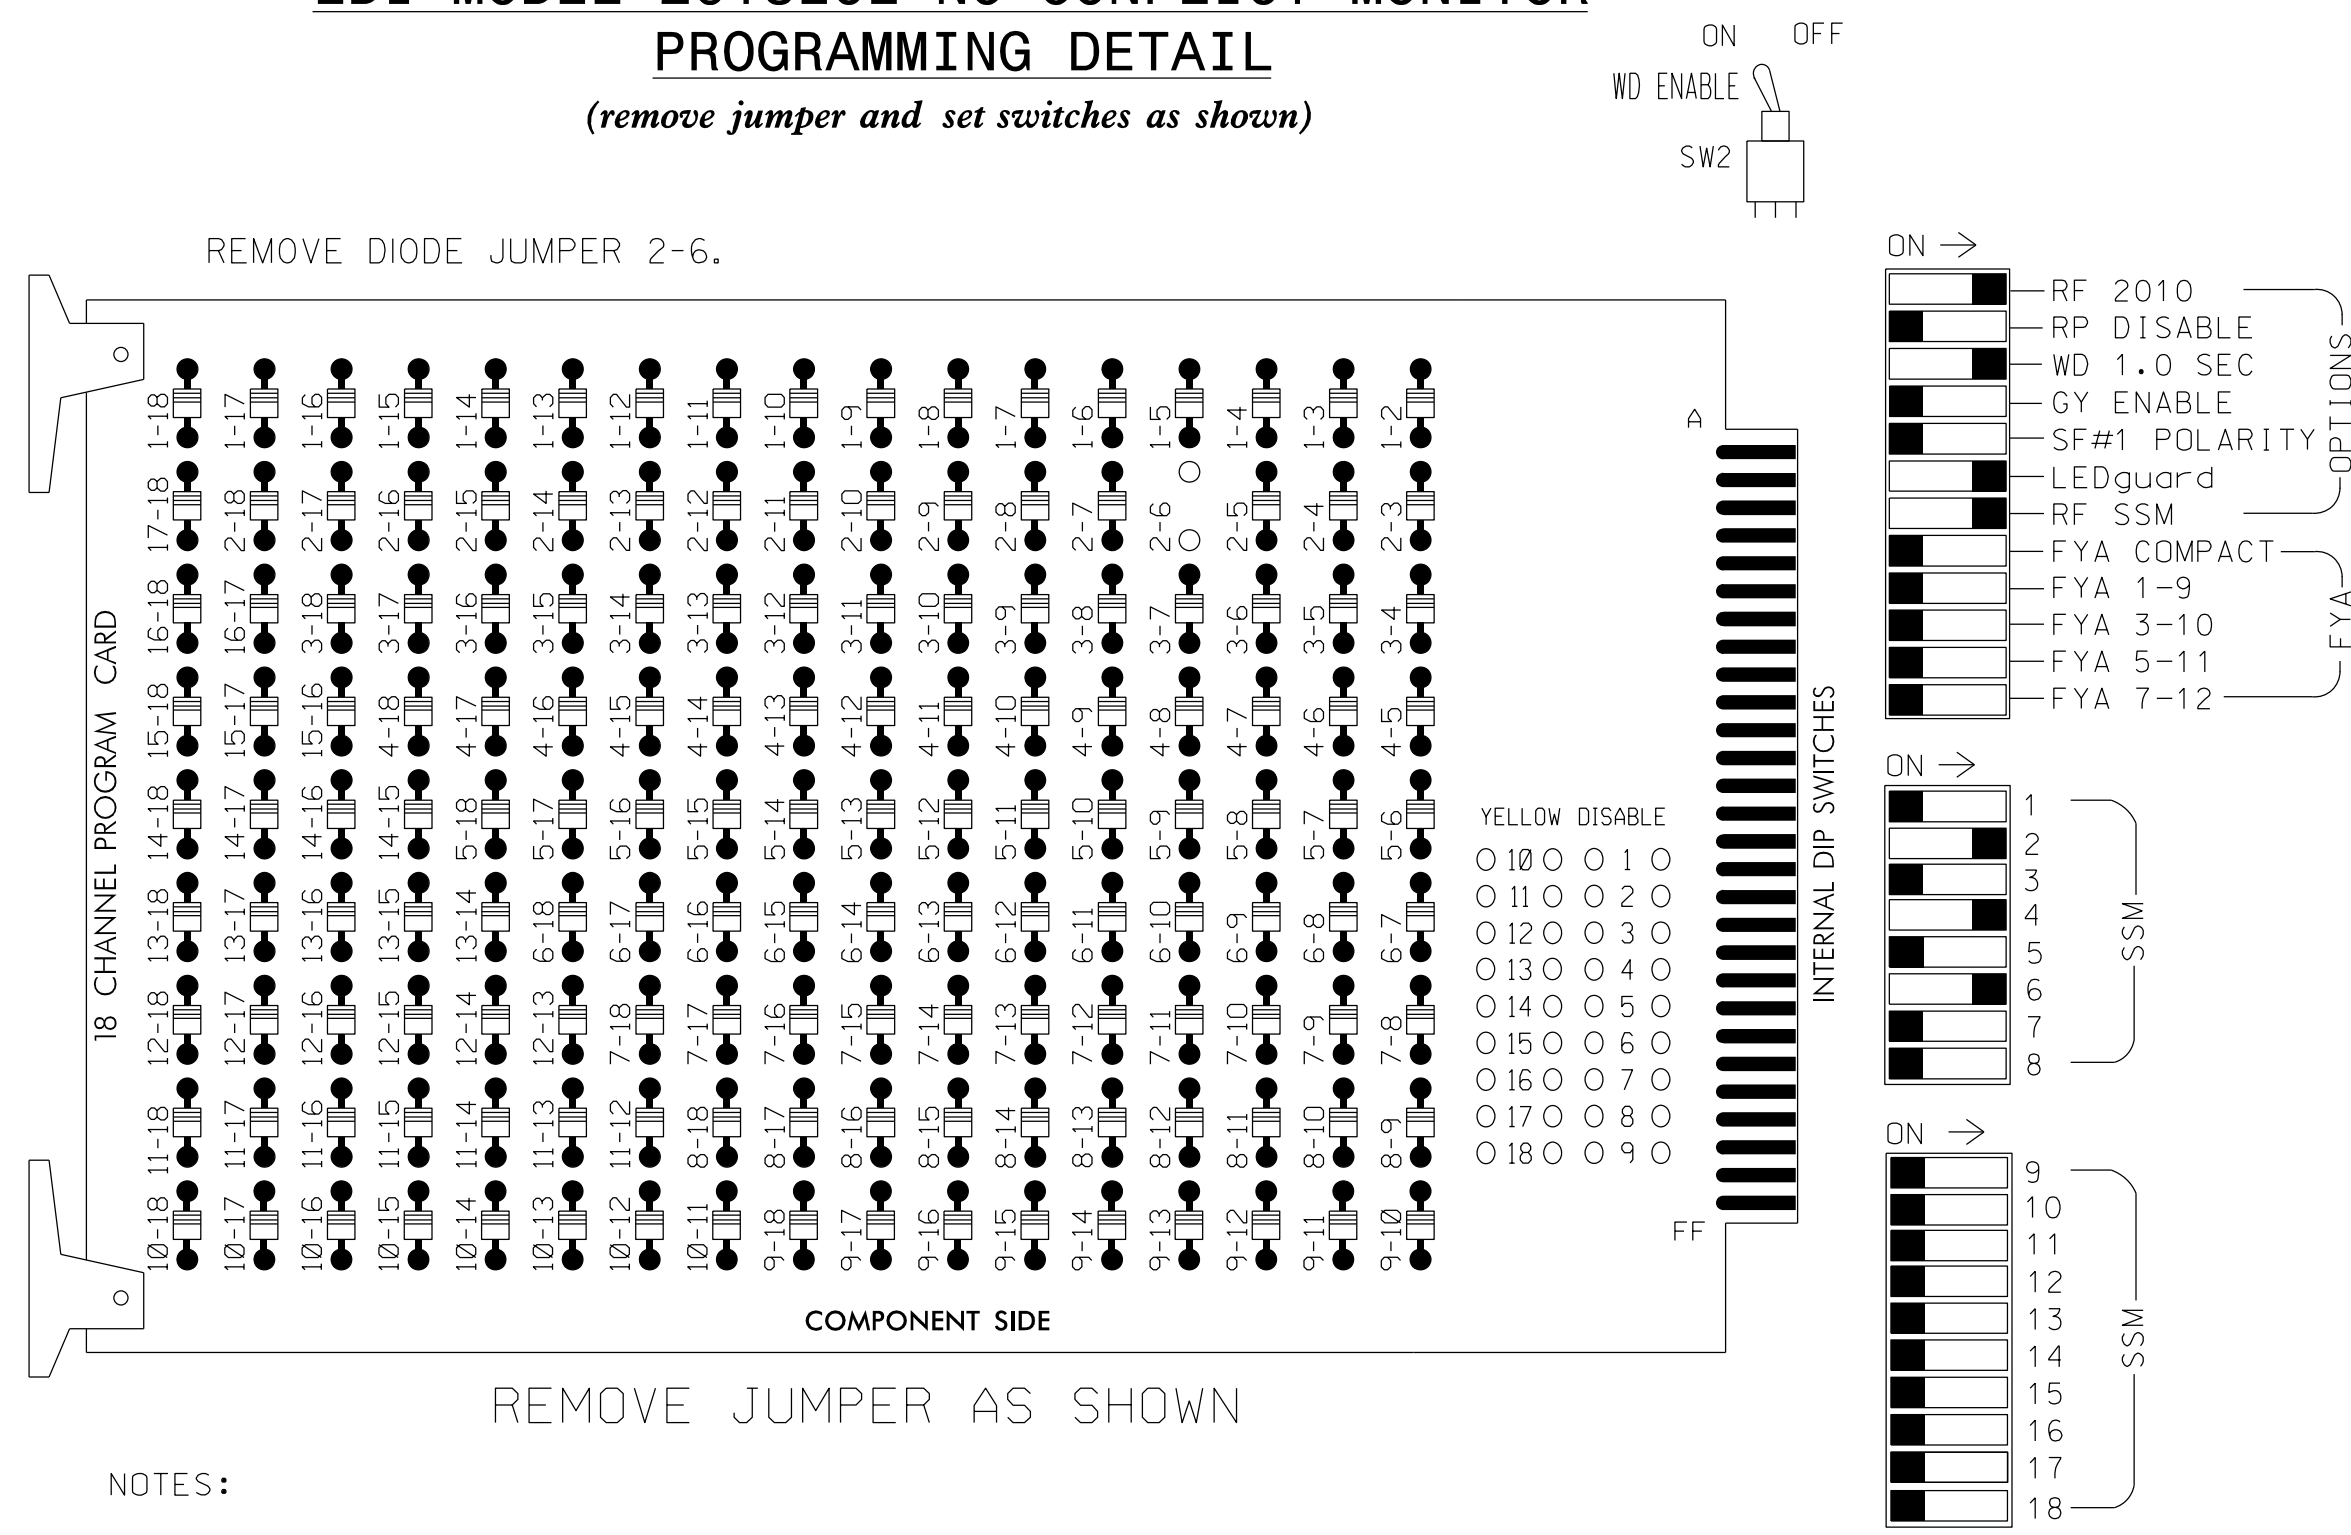 PROGRAMMING DETAIL
(remove jumper and set switches as shown)
ON OFF
WD ENABLE
SW2
REMOVE DIODE JUMPER 2-6.
18 CHANNEL PROGRAM CARD
1-18 1-17 1-16 1-15 1-14 1-13 1-12 1-11 1-10 1-9 1-8 1-7 1-6 1-5 1-4 1-3 1-2
17-18 2-18 2-17 2-16 2-15 2-14 2-13 2-12 2-11 2-10 2-9 2-8 2-7 2-6 2-5 2-4 2-3
16-18 16-17 3-18 3-17 3-16 3-15 3-14 3-13 3-12 3-11 3-10 3-9 3-8 3-7 3-6 3-5 3-4
15-18 15-17 15-16 4-18 4-17 4-16 4-15 4-14 4-13 4-12 4-11 4-10 4-9 4-8 4-7 4-6 4-5
14-18 14-17 14-16 14-15 5-18 5-17 5-16 5-15 5-14 5-13 5-12 5-11 5-10 5-9 5-8 5-7 5-6
13-18 13-17 13-16 13-15 13-14 6-18 6-17 6-16 6-15 6-14 6-13 6-12 6-11 6-10 6-9 6-8 6-7
12-18 12-17 12-16 12-15 12-14 12-13 7-18 7-17 7-16 7-15 7-14 7-13 7-12 7-11 7-10 7-9 7-8
11-18 11-17 11-16 11-15 11-14 11-13 11-12 8-18 8-17 8-16 8-15 8-14 8-13 8-12 8-11 8-10 8-9
10-18 10-17 10-16 10-15 10-14 10-13 10-12 10-11 9-18 9-17 9-16 9-15 9-14 9-13 9-12 9-11 9-10
YELLOW DISABLE
10 1
11 2
12 3
13 4
14 5
15 6
16 7
17 8
18 9
A
FF
COMPONENT SIDE
REMOVE JUMPER AS SHOWN
NOTES:
INTERNAL DIP SWITCHES
ON →
RF 2010
RP DISABLE
WD 1.0 SEC
GY ENABLE
SF#1 POLARITY
LEDguard
RF SSM
OPTIONS
FYA COMPACT
FYA 1-9
FYA 3-10
FYA 5-11
FYA 7-12
FYA
ON →
1
2
3
4
5
6
7
8
SSM
ON →
9
10
11
12
13
14
15
16
17
18
SSM